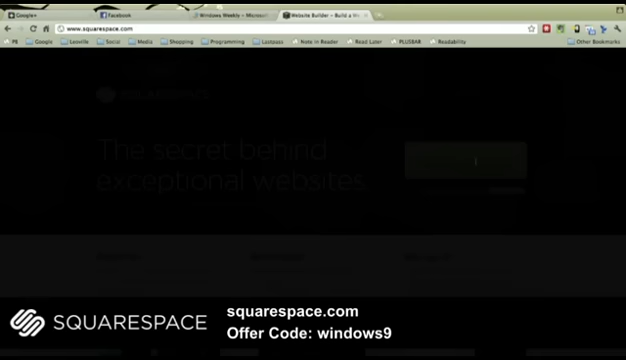 Google+
Facebook
Windows Weekly – Microsoft
Website Builder – Build a We
www.squarespace.com
Google
Leoville
Social
Media
Shopping
Programming
Lastpass
Note in Reader
Read Later
PLUSBAR
Readability
Other Bookmarks
The secret behind
exceptional websites.
SQUARESPACE
squarespace.com
Offer Code: windows9